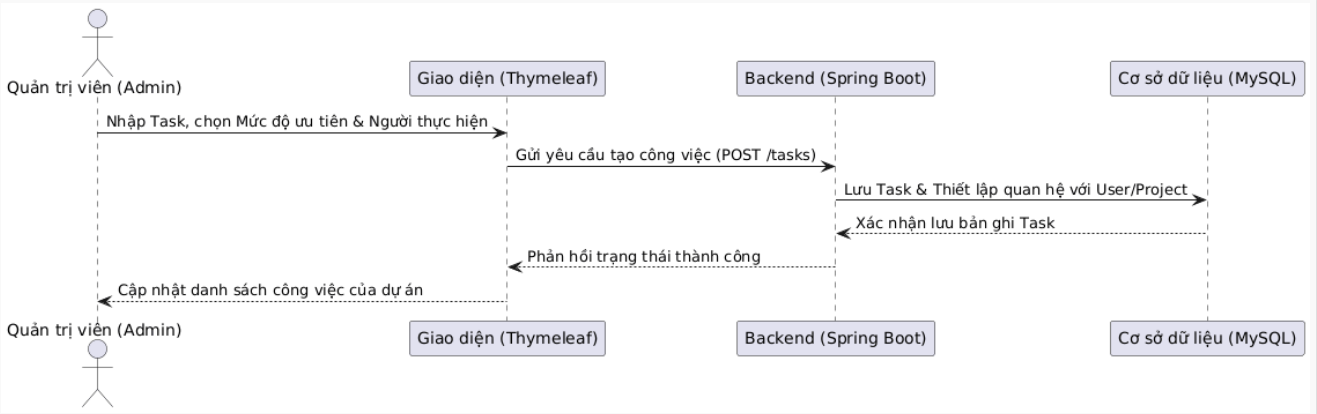 Quản trị viên (Admin)
Giao diện (Thymeleaf)
Backend (Spring Boot)
Cơ sở dữ liệu (MySQL)
Nhập Task, chọn Mức độ ưu tiên & Người thực hiện
Gửi yêu cầu tạo công việc (POST /tasks)
Lưu Task & Thiết lập quan hệ với User/Project
Xác nhận lưu bản ghi Task
Phản hồi trạng thái thành công
Cập nhật danh sách công việc của dự án
Quản trị viên (Admin)
Giao diện (Thymeleaf)
Backend (Spring Boot)
Cơ sở dữ liệu (MySQL)